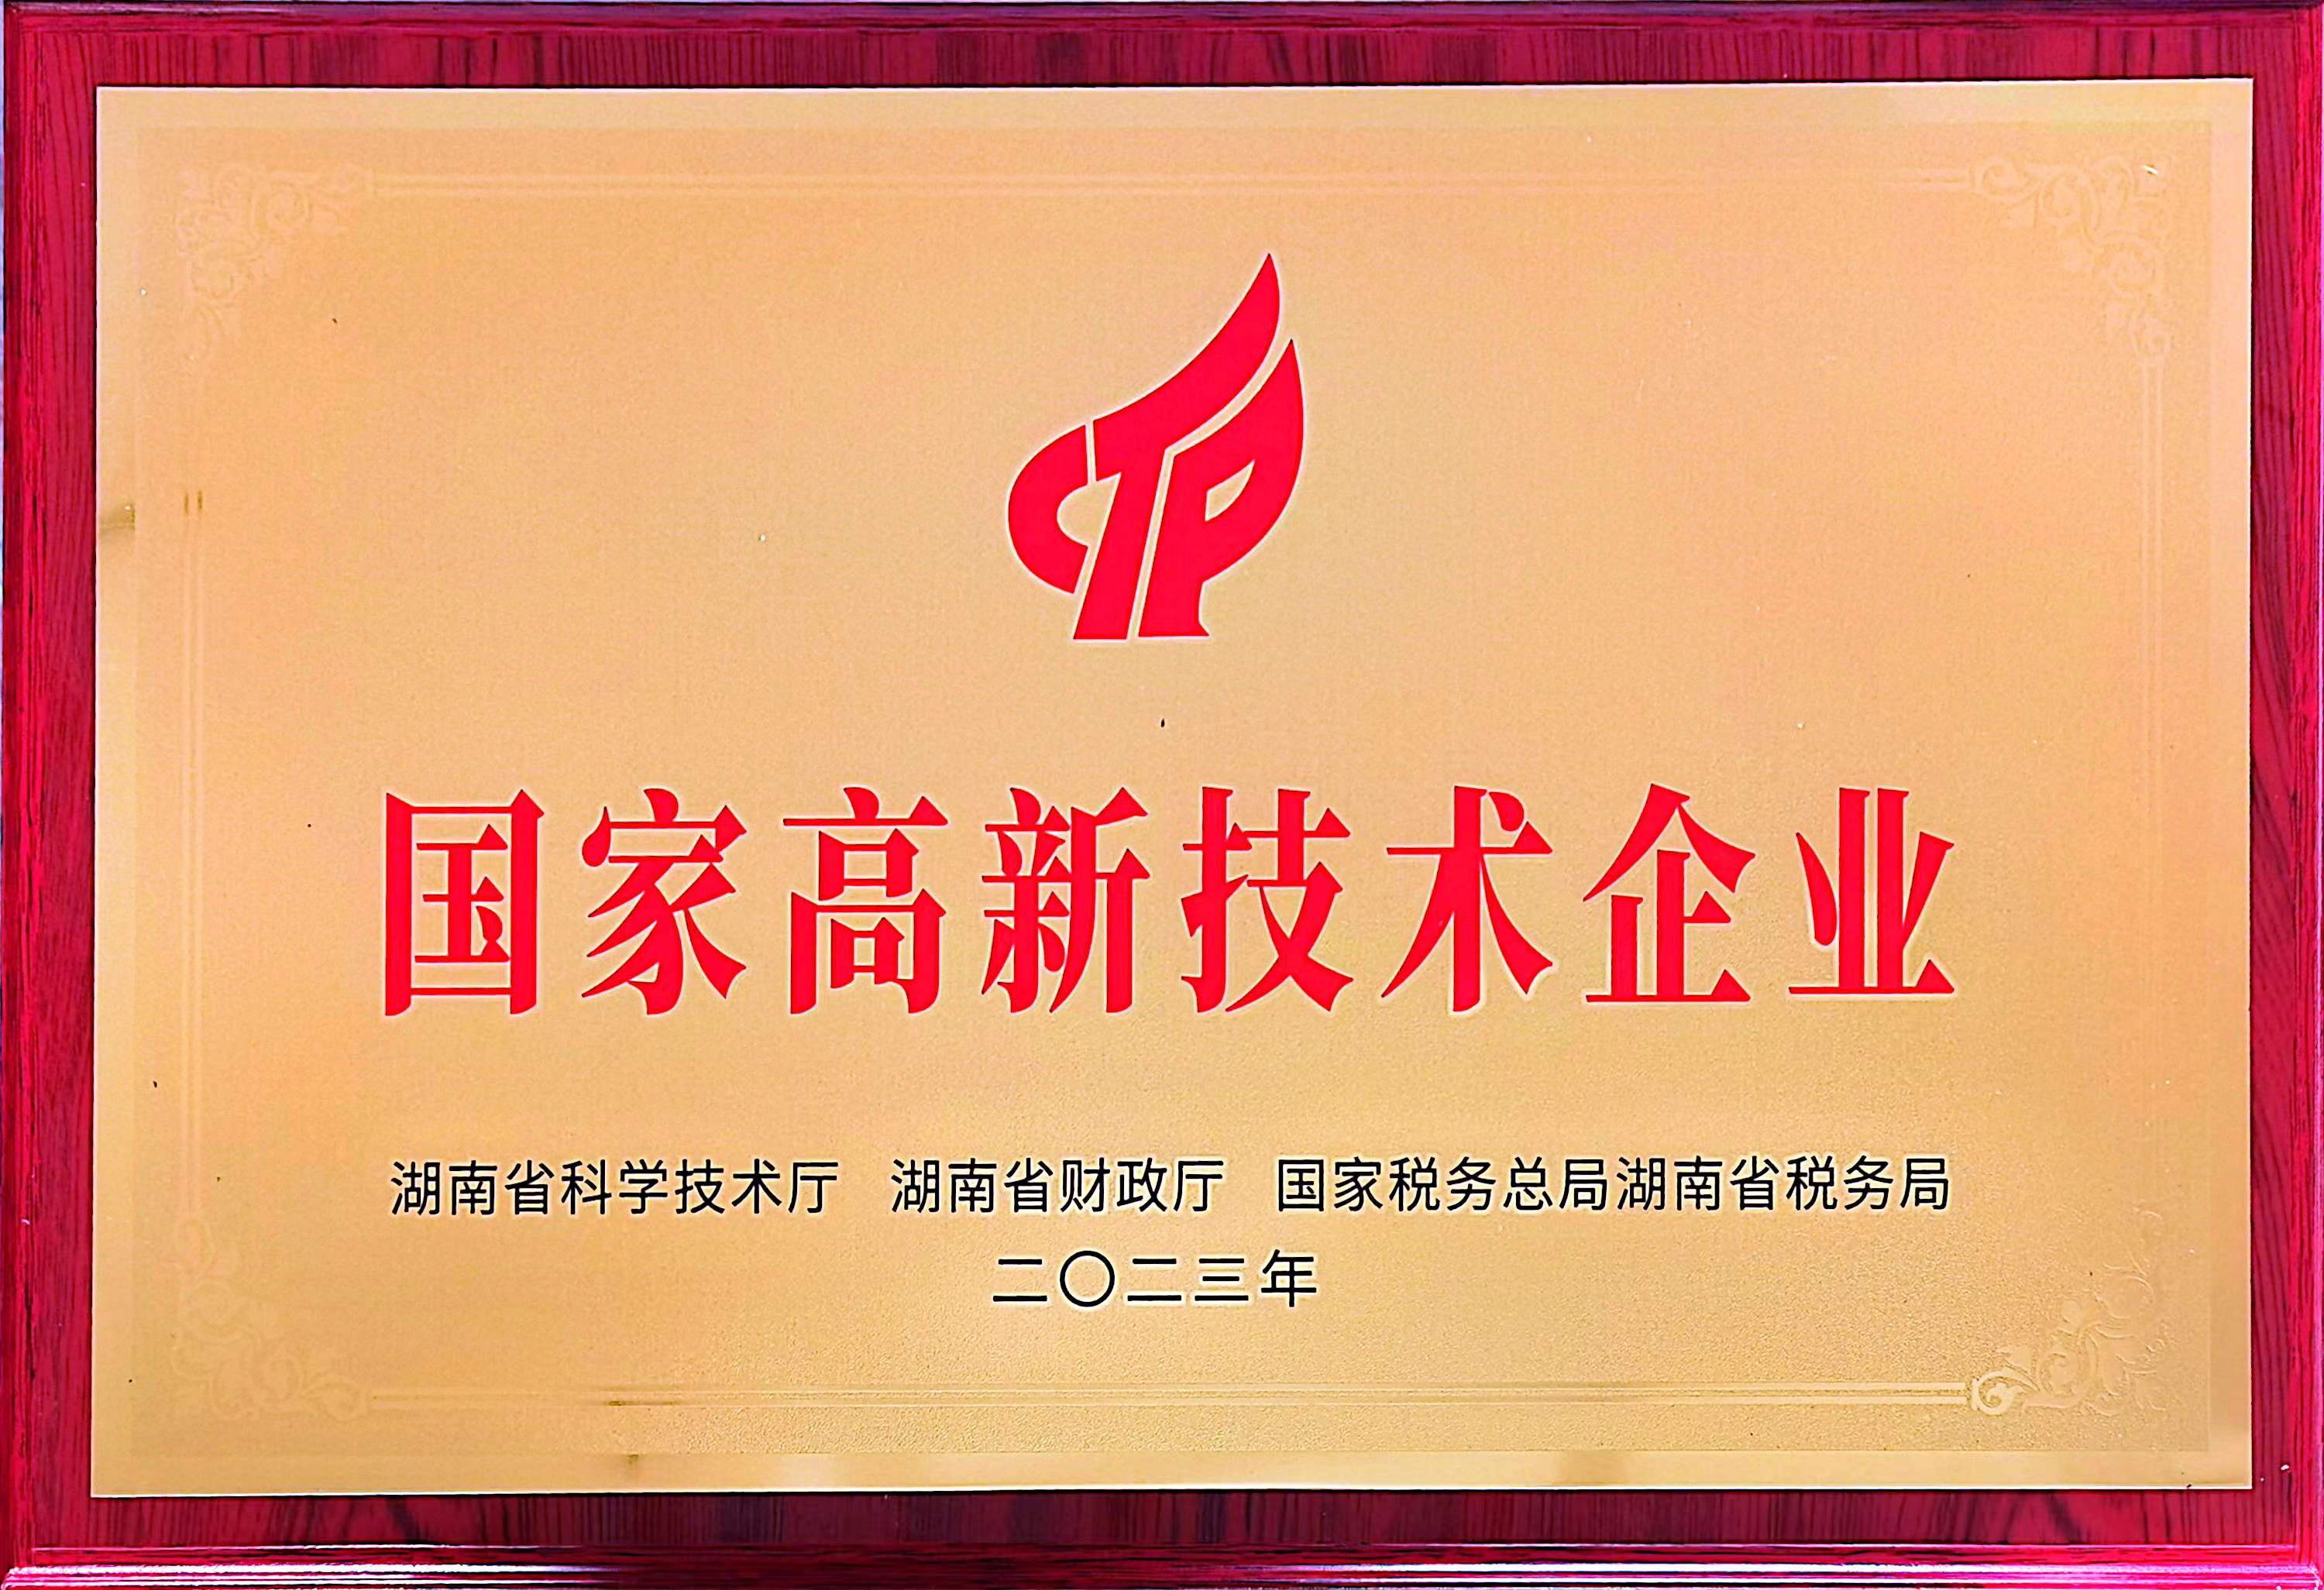 CTP
国家高新技术企业
湖南省科学技术厅 湖南省财政厅 国家税务总局湖南省税务局
二〇二三年